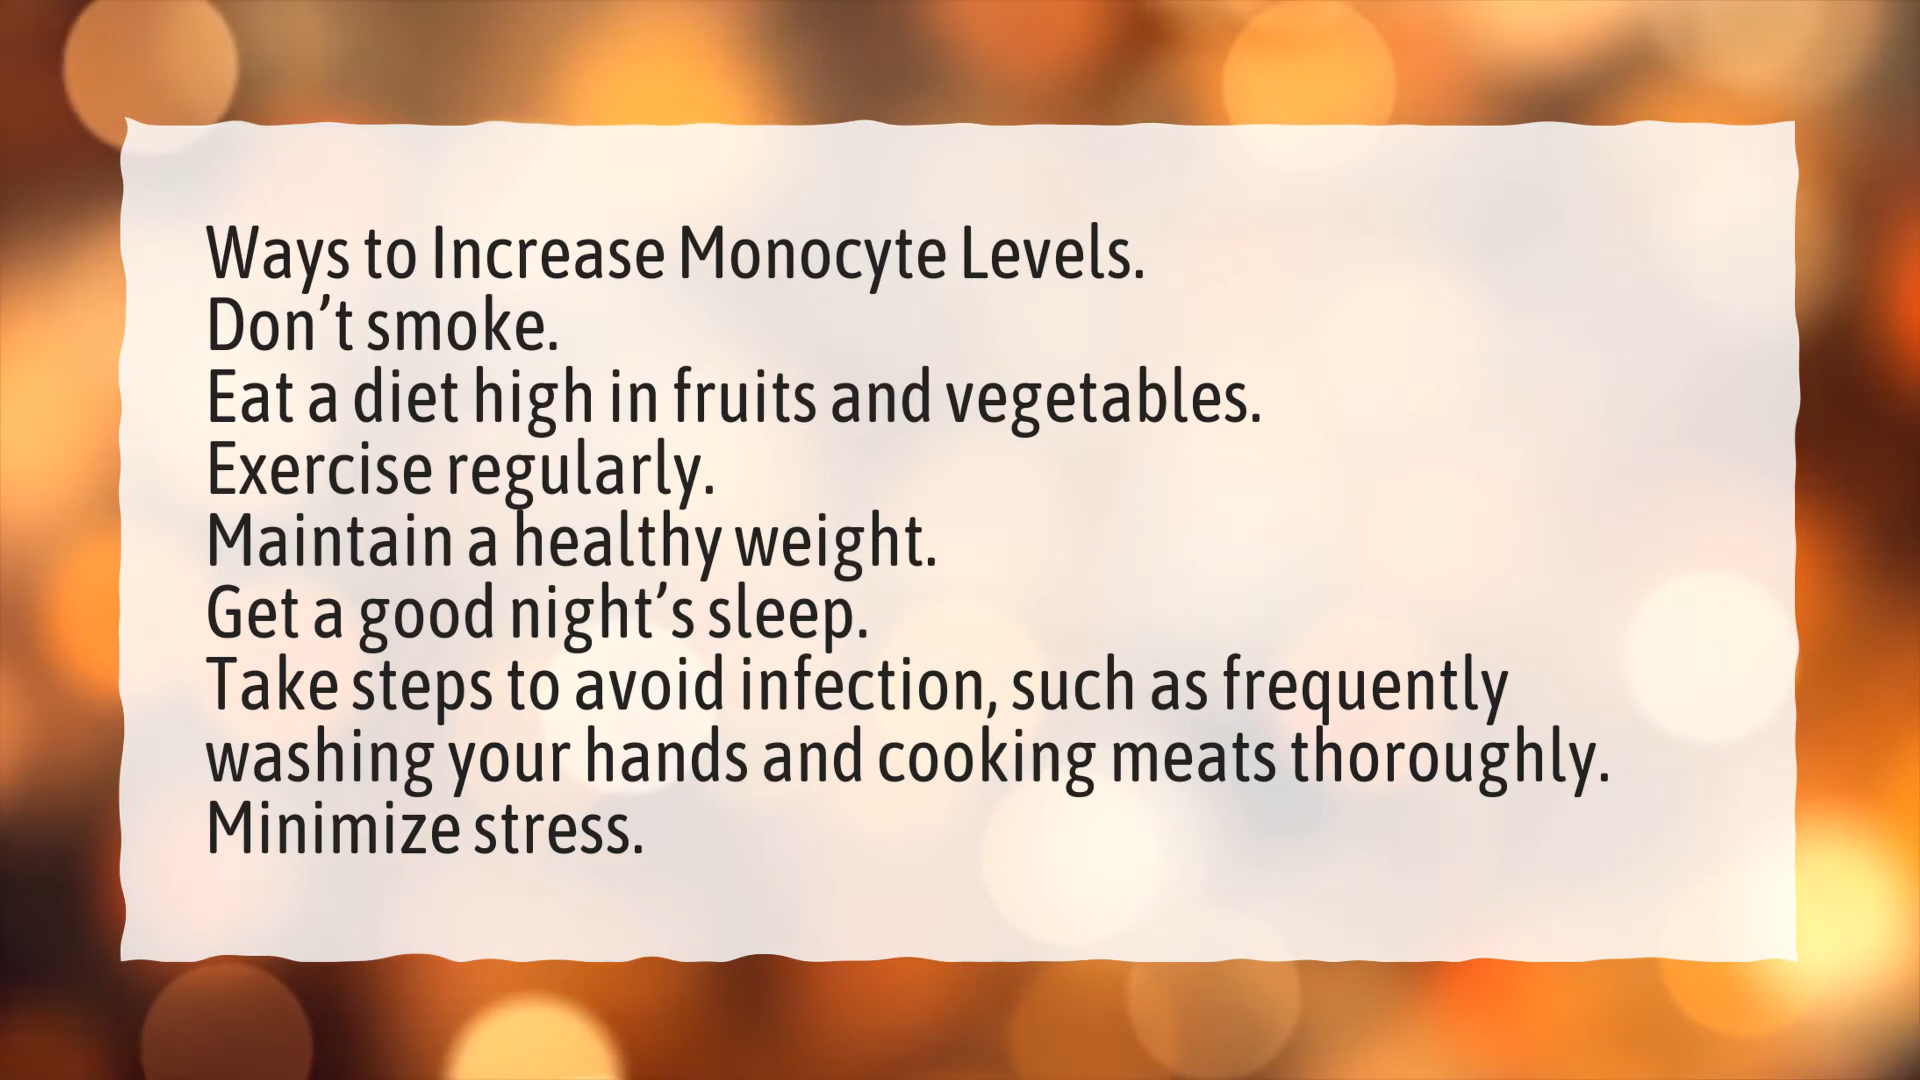 Ways to Increase Monocyte Levels.
Don’t smoke.
Eat a diet high in fruits and vegetables.
Exercise regularly.
Maintain a healthy weight.
Get a good night’s sleep.
Take steps to avoid infection, such as frequently
washing your hands and cooking meats thoroughly.
Minimize stress.